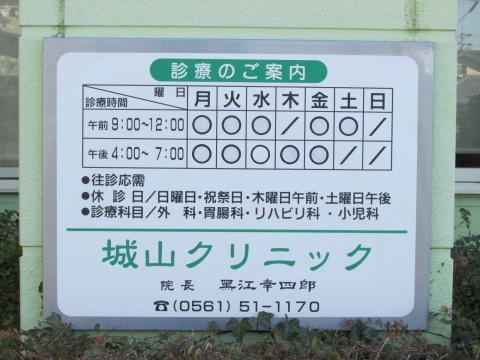 診療のご案内
曜日 月 火 水 木 金 土 日
診療時間
午前 9:00~12:00 ○ ○ ○ / ○ ○ /
午後 4:00~ 7:00 ○ ○ ○ ○ ○ / /
●往診応需
●休 診 日/日曜日・祝祭日・木曜日午前・土曜日午後
●診療科目/外 科・胃腸科・リハビリ科 ・小児科
城山クリニック
院長 黒江幸四郎
☎(0561)51-1170